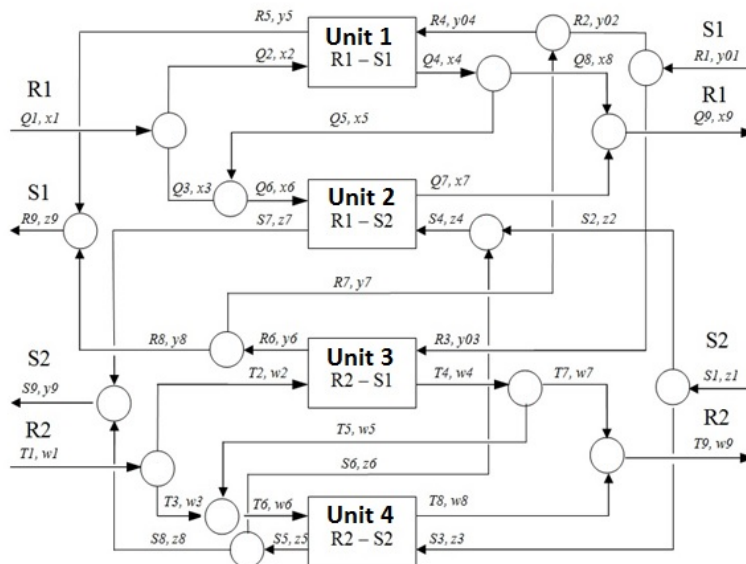 R5, y5
Unit 1
R1 – S1
R4, y04
R2, y02
S1
R1, y01
Q2, x2
Q4, x4
Q8, x8
R1
Q1, x1
Q5, x5
R1
Q9, x9
Q3, x3
Q6, x6
Unit 2
R1 – S2
Q7, x7
S1
R9, z9
S7, z7
S4, z4
S2, z2
R7, y7
R8, y8
R6, y6
Unit 3
R2 – S1
R3, y03
S2
S9, y9
S2
S1, z1
T2, w2
T4, w4
T7, w7
R2
T1, w1
T5, w5
R2
T9, w9
S6, z6
T3, w3
T6, w6
Unit 4
R2 – S2
T8, w8
S8, z8
S5, z5
S3, z3